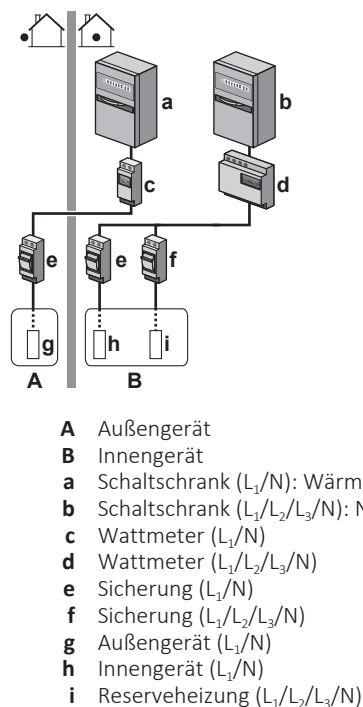 a
b
c
d
e
e
f
g
h
i
A
B
A Außengerät
B Innengerät
a Schaltschrank (L₁/N): Wärm
b Schaltschrank (L₁/L₂/L₃/N): N
c Wattmeter (L₁/N)
d Wattmeter (L₁/L₂/L₃/N)
e Sicherung (L₁/N)
f Sicherung (L₁/L₂/L₃/N)
g Außengerät (L₁/N)
h Innengerät (L₁/N)
i Reserveheizung (L₁/L₂/L₃/N)